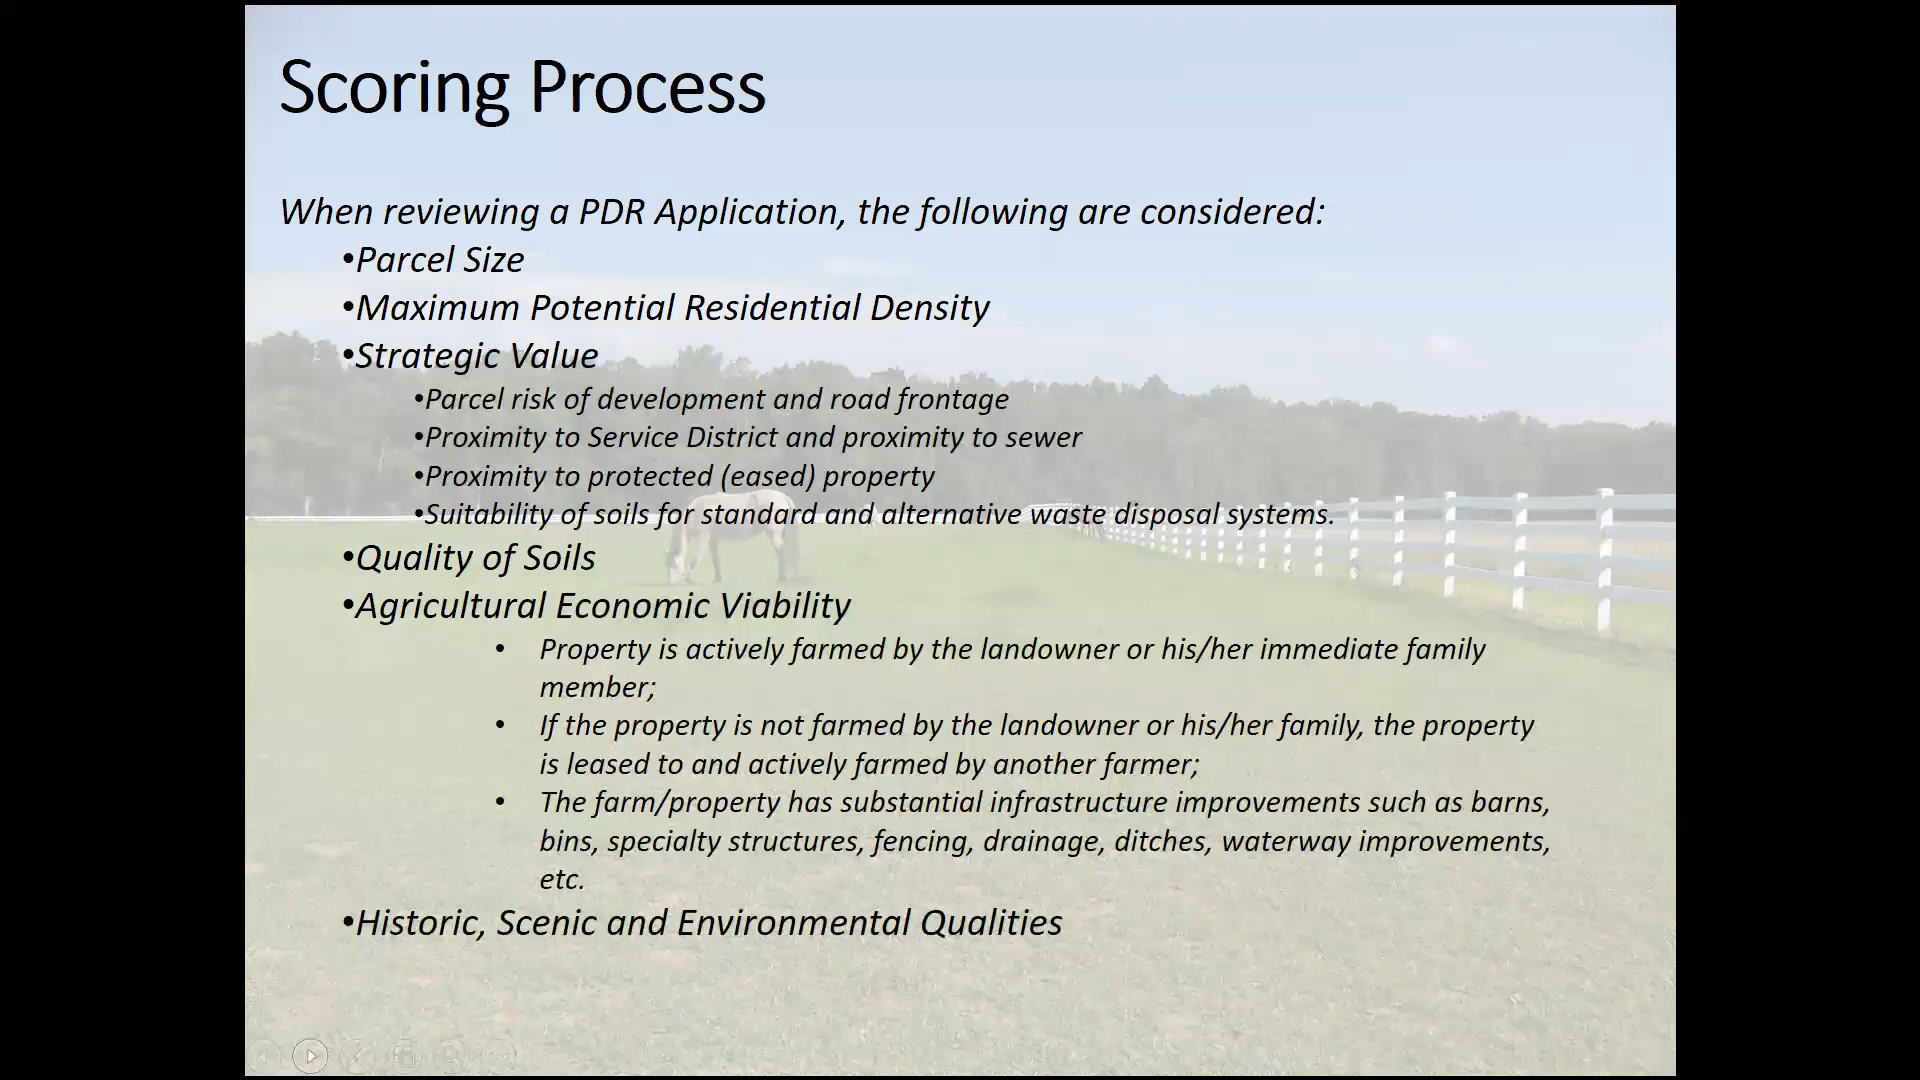 Scoring Process
When reviewing a PDR Application, the following are considered:
•Parcel Size
•Maximum Potential Residential Density
•Strategic Value
•Parcel risk of development and road frontage
•Proximity to Service District and proximity to sewer
•Proximity to protected (eased) property
•Suitability of soils for standard and alternative waste disposal systems.
•Quality of Soils
•Agricultural Economic Viability
• Property is actively farmed by the landowner or his/her immediate family
member;
• If the property is not farmed by the landowner or his/her family, the property
is leased to and actively farmed by another farmer;
• The farm/property has substantial infrastructure improvements such as barns,
bins, specialty structures, fencing, drainage, ditches, waterway improvements,
etc.
•Historic, Scenic and Environmental Qualities